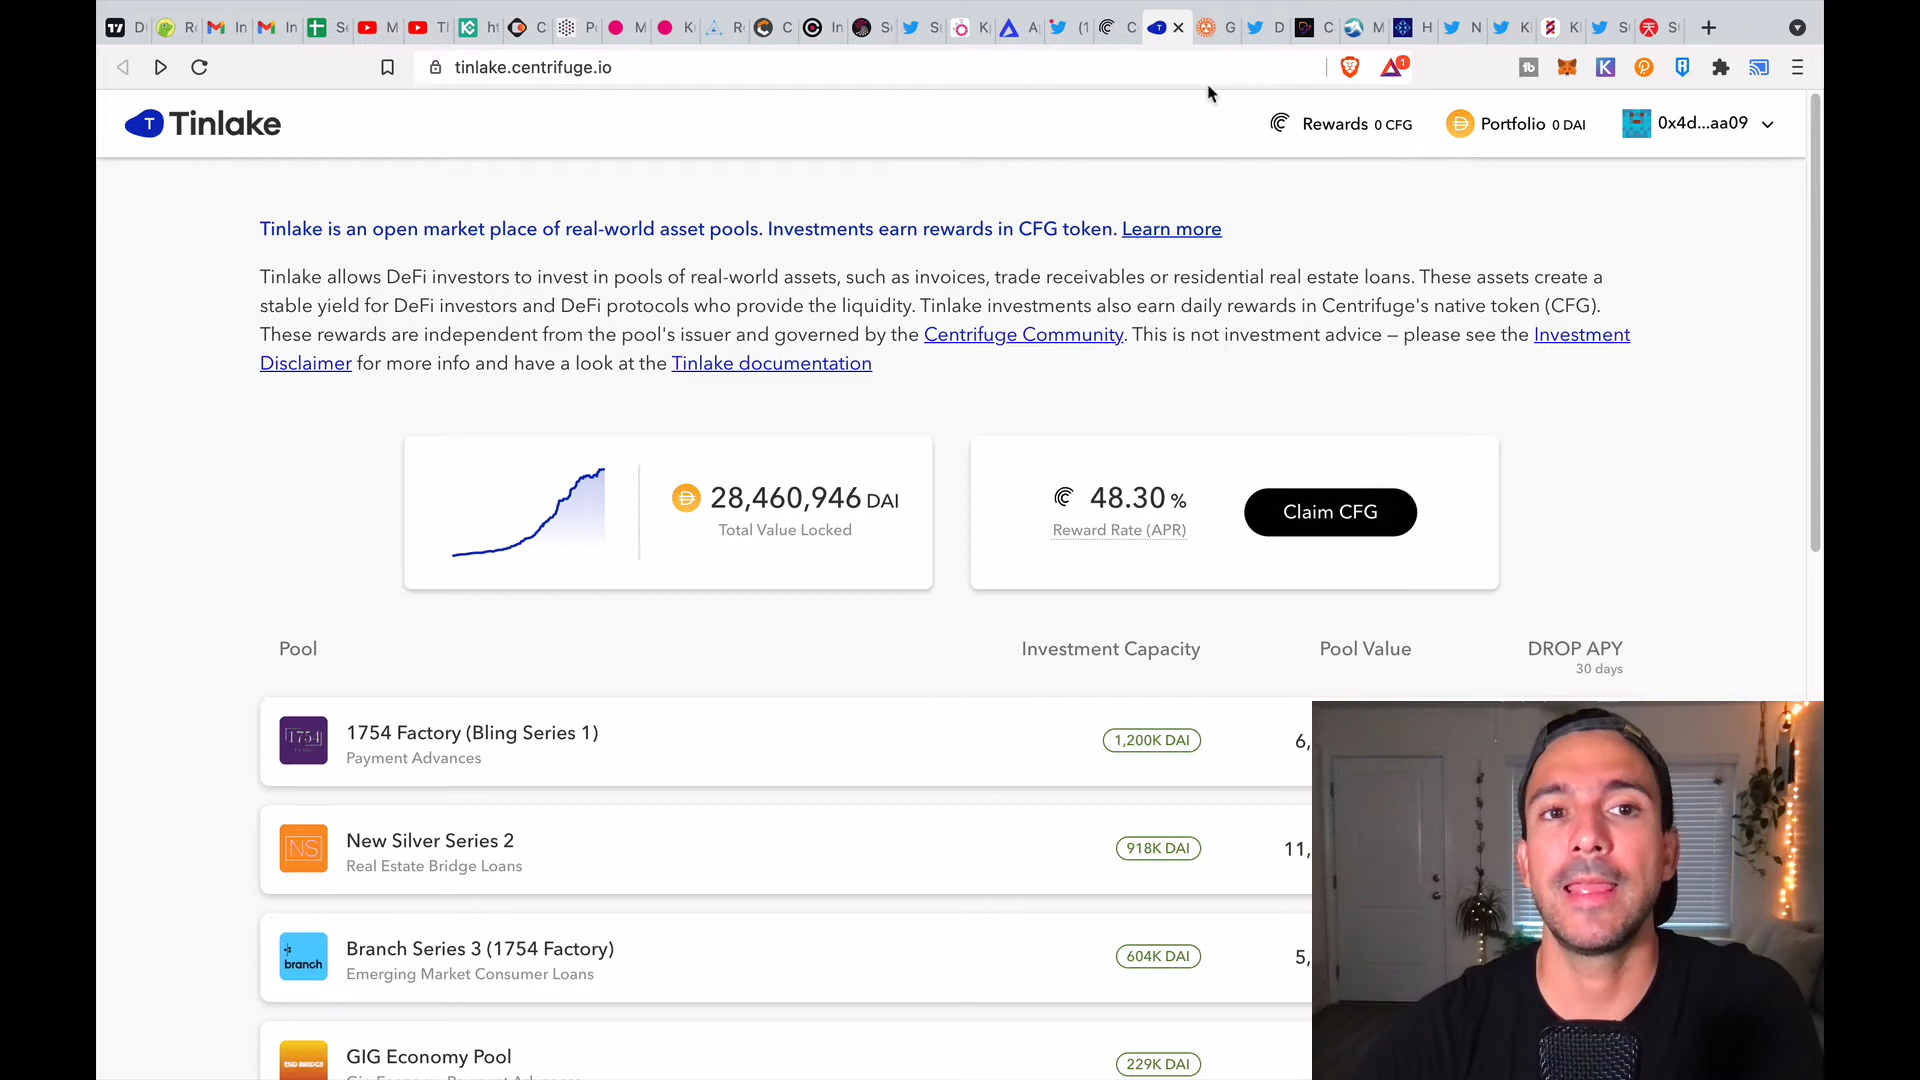 tinlake.centrifuge.io
1
Tinlake
Rewards 0 CFG
Portfolio 0 DAI
0x4d...aa09
Tinlake is an open market place of real-world asset pools. Investments earn rewards in CFG token. Learn more
Tinlake allows DeFi investors to invest in pools of real-world assets, such as invoices, trade receivables or residential real estate loans. These assets create a
stable yield for DeFi investors and DeFi protocols who provide the liquidity. Tinlake investments also earn daily rewards in Centrifuge's native token (CFG).
These rewards are independent from the pool's issuer and governed by the Centrifuge Community. This is not investment advice — please see the Investment
Disclaimer for more info and have a look at the Tinlake documentation
28,460,946 DAI
Total Value Locked
48.30 %
Reward Rate (APR)
Claim CFG
Pool
Investment Capacity
Pool Value
DROP APY
30 days
1754
1754 Factory (Bling Series 1)
Payment Advances
1,200K DAI
6,
NS
New Silver Series 2
Real Estate Bridge Loans
918K DAI
11,
branch
Branch Series 3 (1754 Factory)
Emerging Market Consumer Loans
604K DAI
5,
GIG Economy Pool
229K DAI